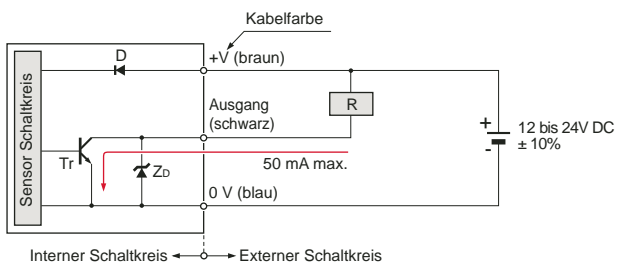 Kabelfarbe
D
+V (braun)
Sensor Schaltkreis
Ausgang
(schwarz)
R
+
12 bis 24V DC
± 10%
-
Tr
ZD
50 mA max.
0 V (blau)
Interner Schaltkreis
Externer Schaltkreis